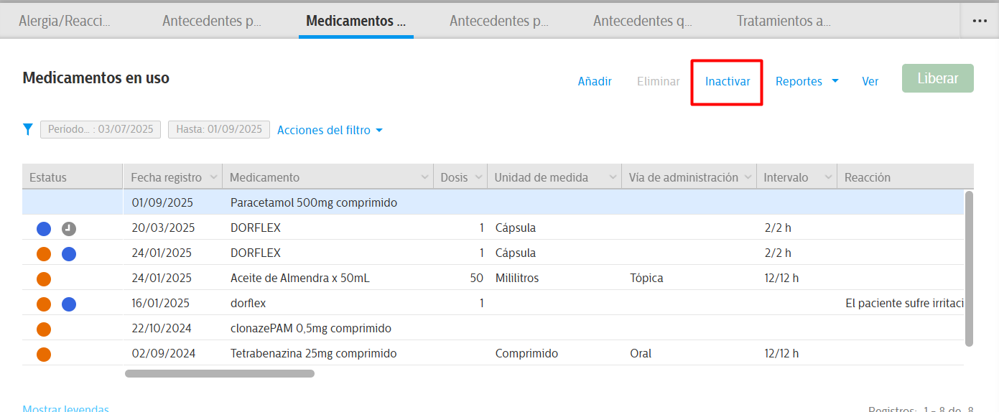 Alergia/Reacci... Antecedentes p... Medicamentos ... Antecedentes p... Antecedentes q... Tratamientos a... ...
Medicamentos en uso Añadir Eliminar Inactivar Reportes Ver Liberar
Periodo... : 03/07/2025 Hasta: 01/09/2025 Acciones del filtro
Estatus Fecha registro Medicamento Dosis Unidad de medida Vía de administración Intervalo Reacción
01/09/2025 Paracetamol 500mg comprimido
20/03/2025 DORFLEX 1 Cápsula 2/2 h
24/01/2025 DORFLEX 1 Cápsula 2/2 h
24/01/2025 Aceite de Almendra x 50mL 50 Mililitros Tópica 12/12 h
16/01/2025 dorflex 1 El paciente sufre irritaci
22/10/2024 clonazePAM 0,5mg comprimido
02/09/2024 Tetrabenazina 25mg comprimido Comprimido Oral 12/12 h
Mostrar leyendas Registros: 1 - 8 de 8